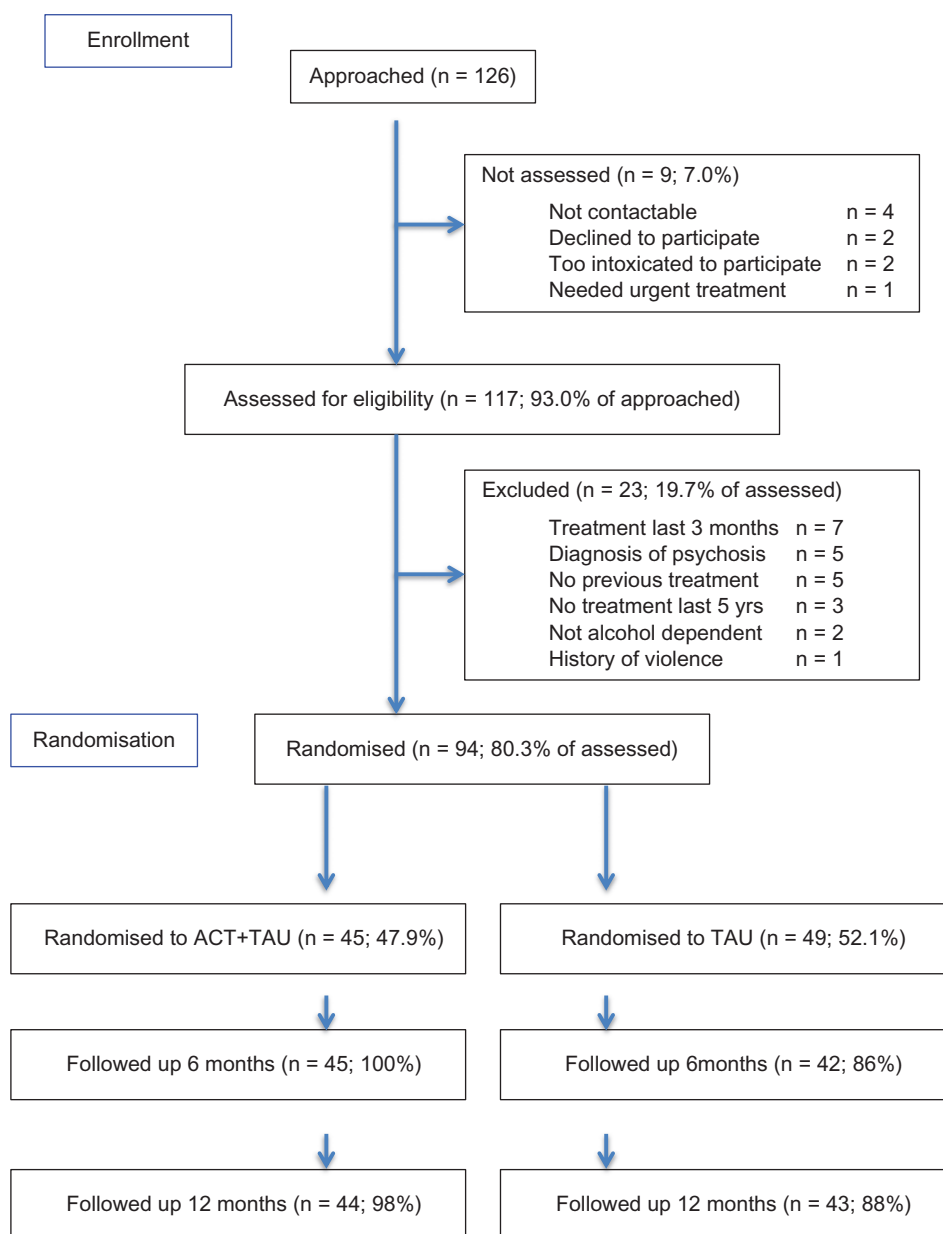 Enrollment
Approached (n = 126)
Not assessed (n = 9; 7.0%)
Not contactable n = 4
Declined to participate n = 2
Too intoxicated to participate n = 2
Needed urgent treatment n = 1
Assessed for eligibility (n = 117; 93.0% of approached)
Excluded (n = 23; 19.7% of assessed)
Treatment last 3 months n = 7
Diagnosis of psychosis n = 5
No previous treatment n = 5
No treatment last 5 yrs n = 3
Not alcohol dependent n = 2
History of violence n = 1
Randomisation
Randomised (n = 94; 80.3% of assessed)
Randomised to ACT+TAU (n = 45; 47.9%)
Randomised to TAU (n = 49; 52.1%)
Followed up 6 months (n = 45; 100%)
Followed up 6months (n = 42; 86%)
Followed up 12 months (n = 44; 98%)
Followed up 12 months (n = 43; 88%)